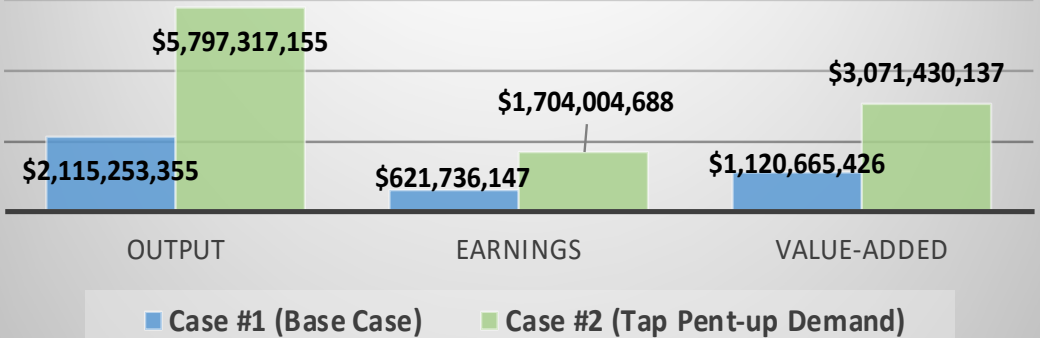 $5,797,317,155
$3,071,430,137
$1,704,004,688
$2,115,253,355
$621,736,147
$1,120,665,426
OUTPUT
EARNINGS
VALUE-ADDED
Case #1 (Base Case)
Case #2 (Tap Pent-up Demand)